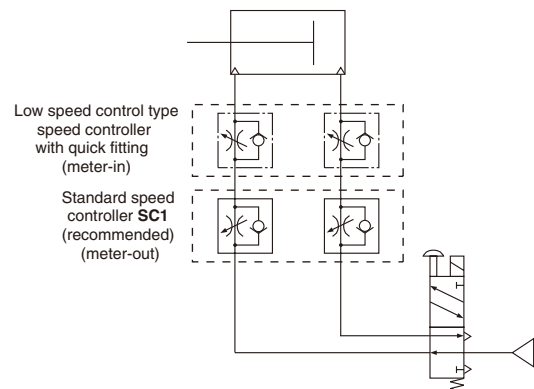 Low speed control type
speed controller
with quick fitting
(meter-in)
Standard speed
controller SC1
(recommended)
(meter-out)